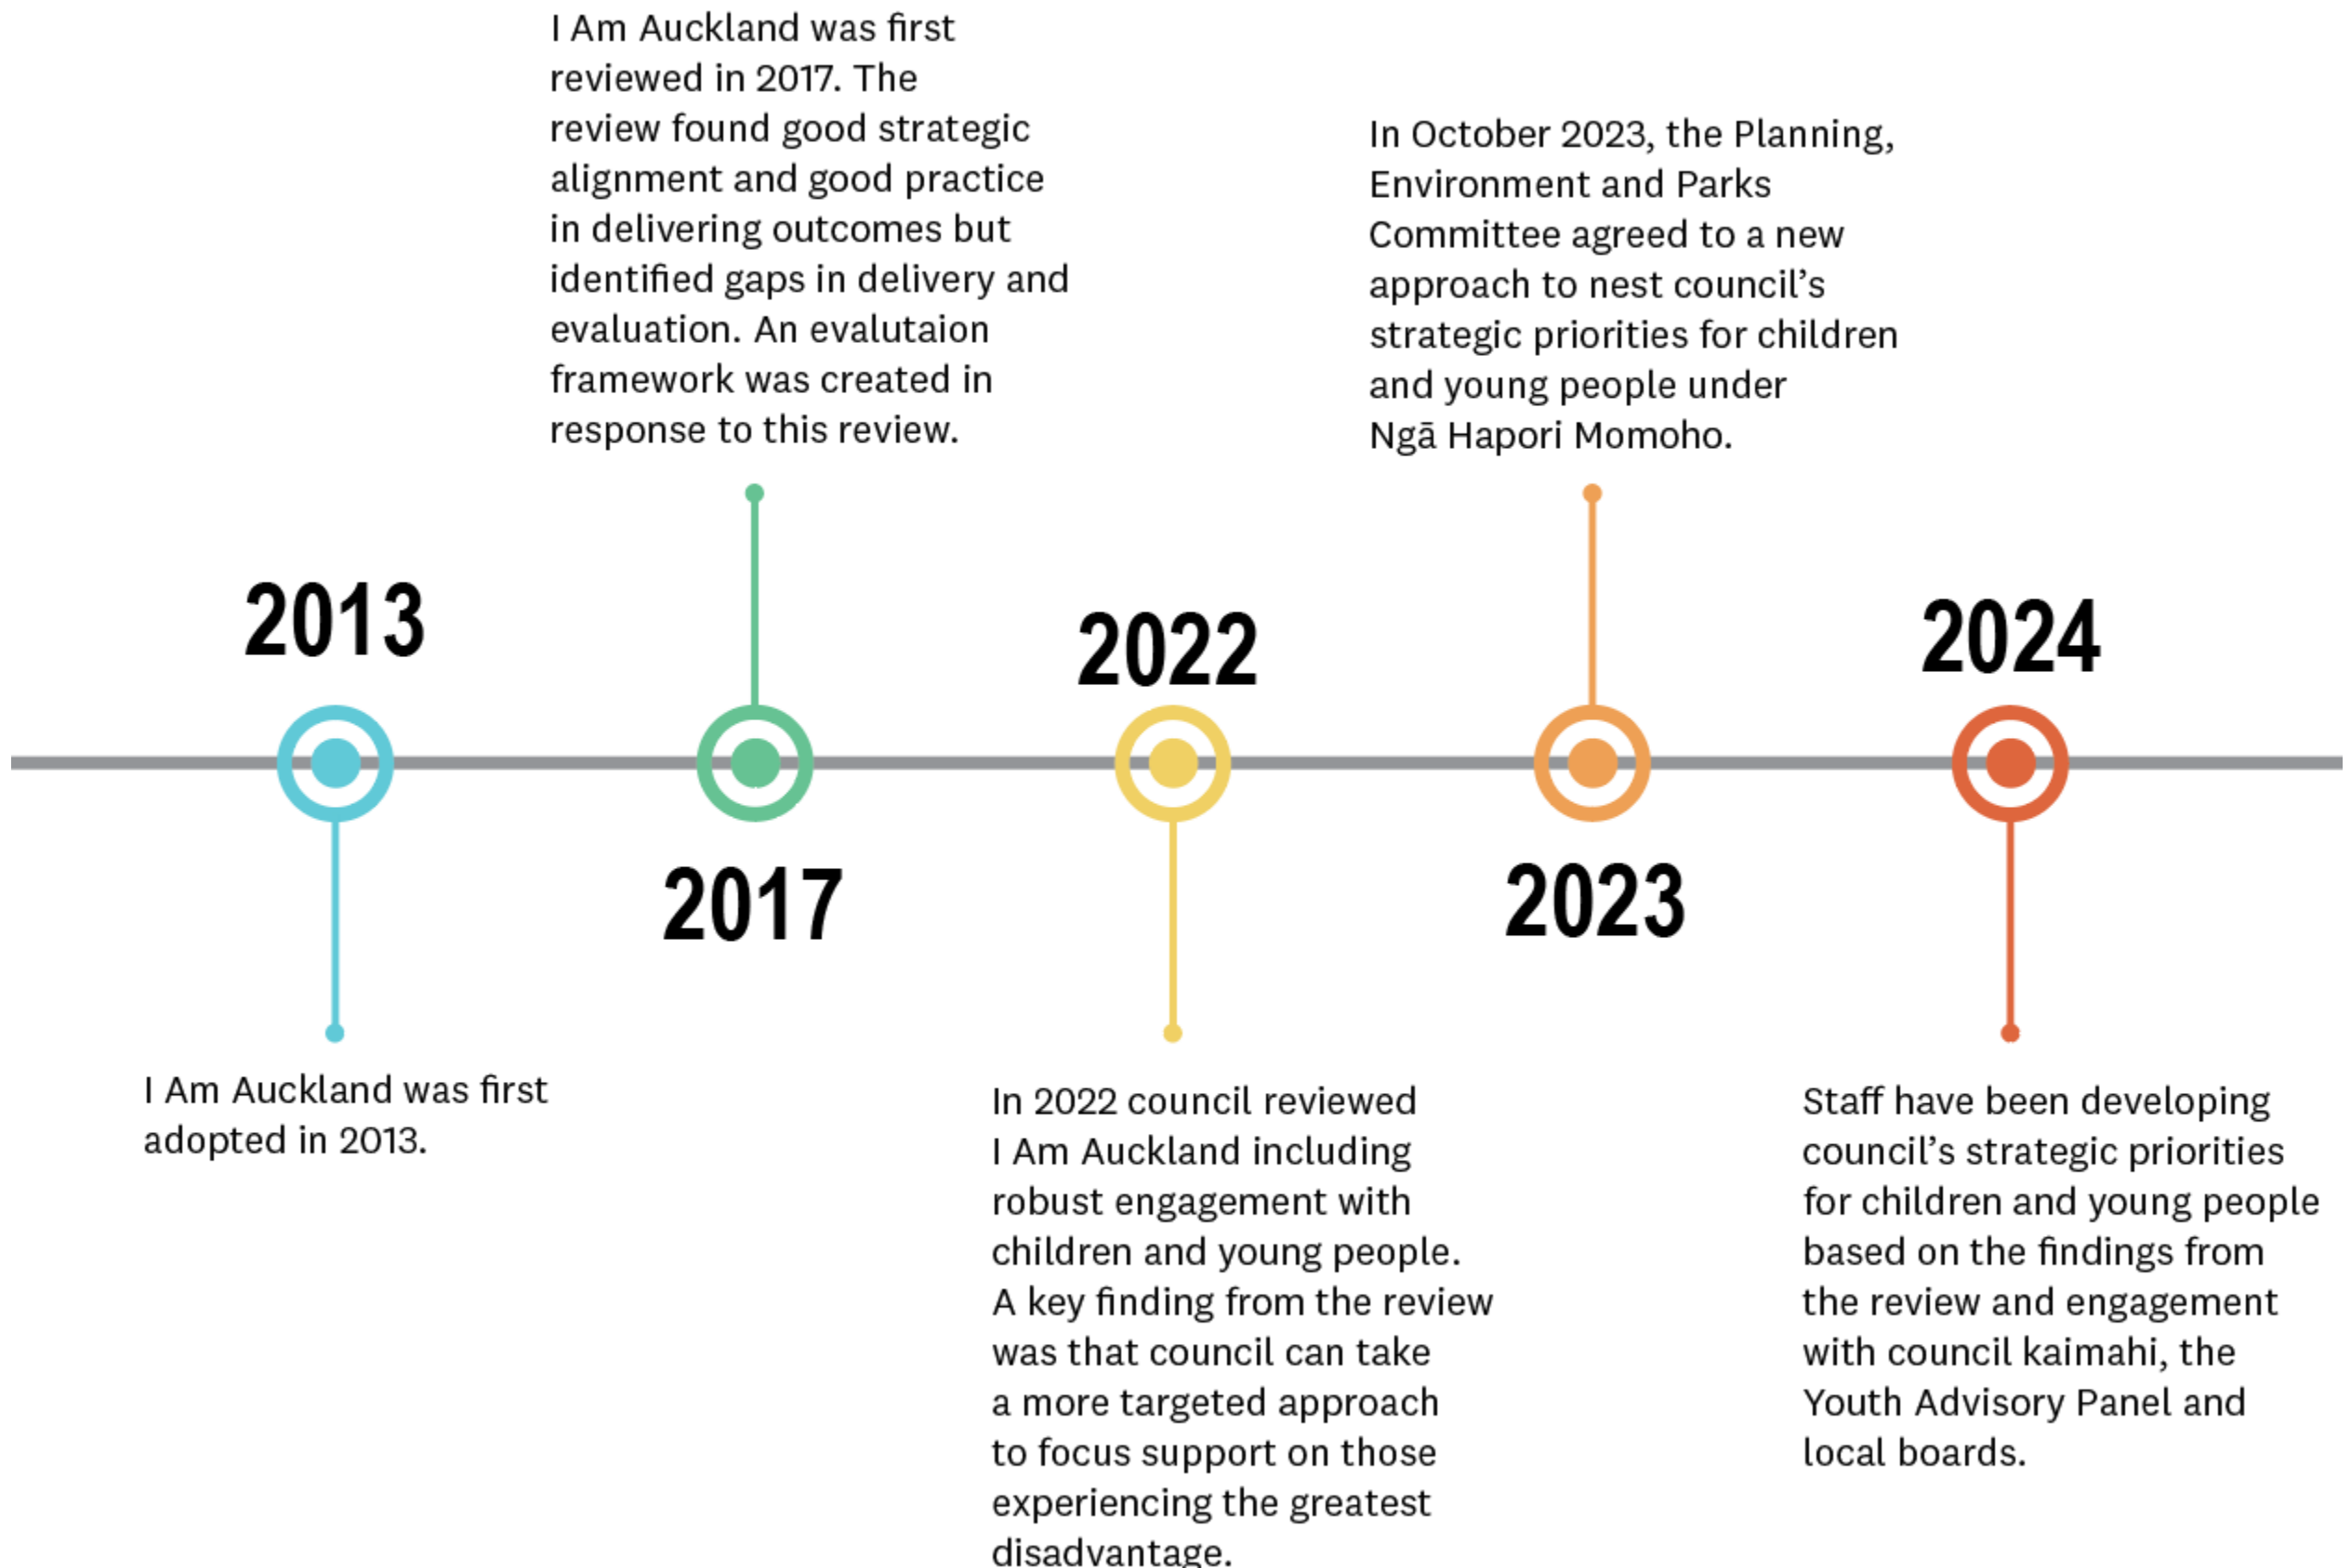 2013
I Am Auckland was first
adopted in 2013.
I Am Auckland was first
reviewed in 2017. The
review found good strategic
alignment and good practice
in delivering outcomes but
identified gaps in delivery and
evaluation. An evalutaion
framework was created in
response to this review.
2017
2022
In 2022 council reviewed
I Am Auckland including
robust engagement with
children and young people.
A key finding from the review
was that council can take
a more targeted approach
to focus support on those
experiencing the greatest
disadvantage.
In October 2023, the Planning,
Environment and Parks
Committee agreed to a new
approach to nest council’s
strategic priorities for children
and young people under
Ngā Hapori Momoho.
2023
2024
Staff have been developing
council’s strategic priorities
for children and young people
based on the findings from
the review and engagement
with council kaimahi, the
Youth Advisory Panel and
local boards.